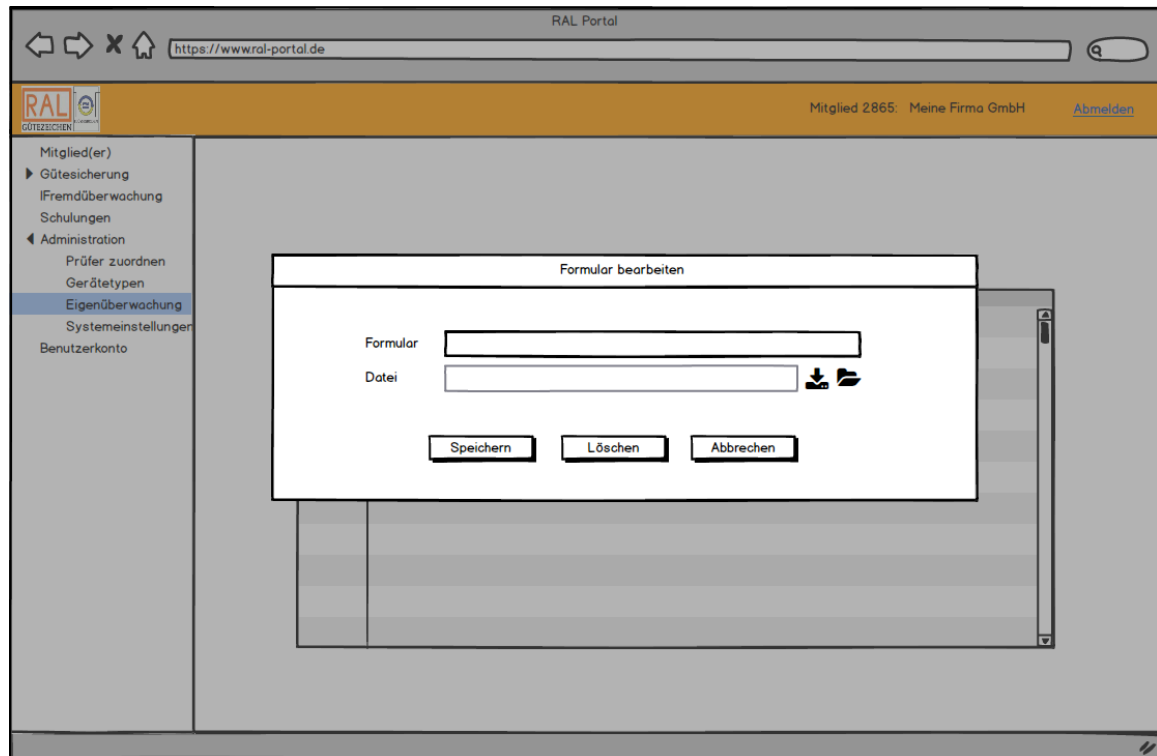 RAL Portal
https://www.ral-portal.de
RAL
GÜTEZEICHEN
Mitglied 2865: Meine Firma GmbH
Abmelden
Mitglied(er)
Gütesicherung
IFremdüberwachung
Schulungen
Administration
Prüfer zuordnen
Gerätetypen
Eigenüberwachung
Systemeinstellungen
Benutzerkonto
Formular bearbeiten
Formular
Datei
Speichern
Löschen
Abbrechen